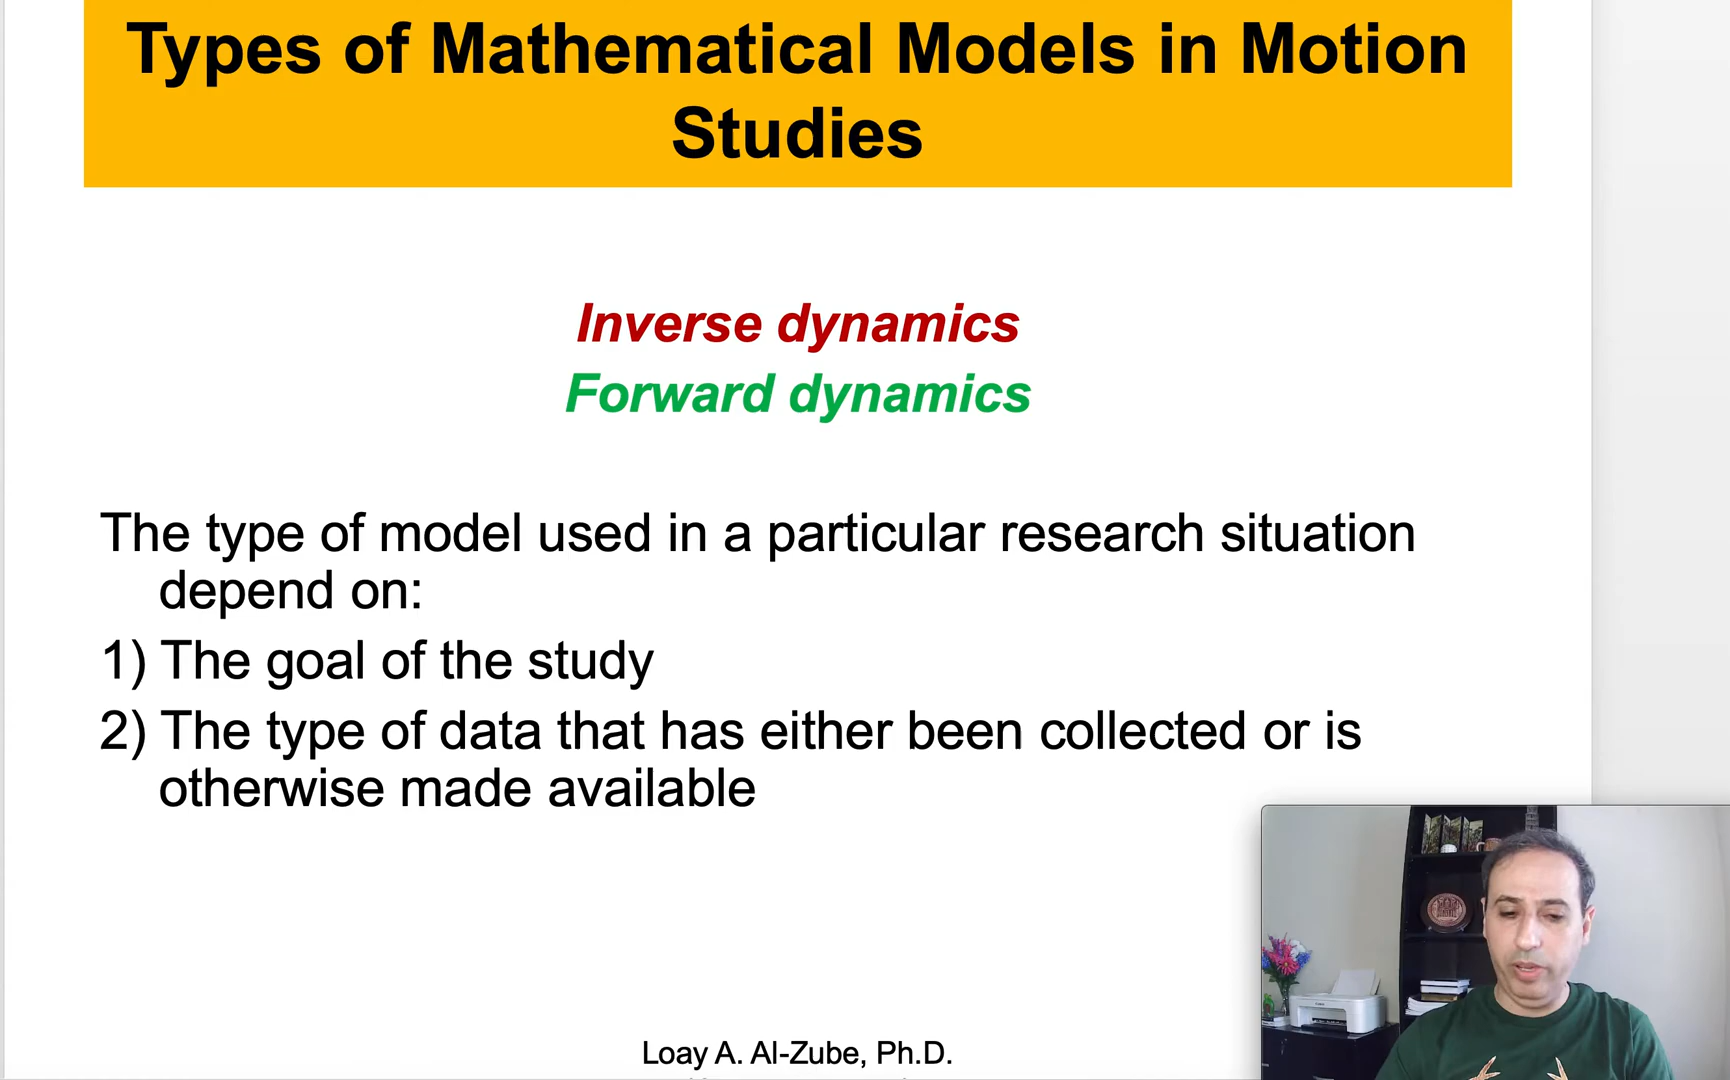 Types of Mathematical Models in Motion
Studies
Inverse dynamics
Forward dynamics
The type of model used in a particular research situation
depend on:
1) The goal of the study
2) The type of data that has either been collected or is
otherwise made available
Loay A. Al-Zube, Ph.D.